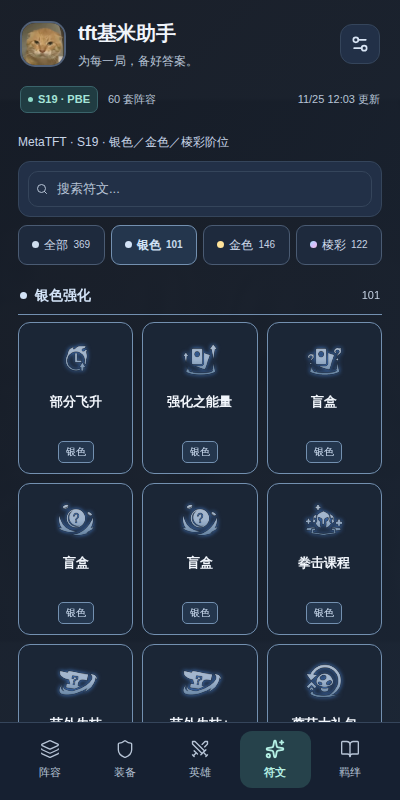 tft基米助手
为每一局，备好答案。
S19 · PBE 60 套阵容 11/25 12:03 更新
MetaTFT · S19 · 银色／金色／棱彩阶位
搜索符文...
全部 369 银色 101 金色 146 棱彩 122
银色强化 101
部分飞升 强化之能量 盲盒
银色 银色 银色
盲盒 盲盒 拳击课程
银色 银色 银色
阵容 装备 英雄 符文 羁绊